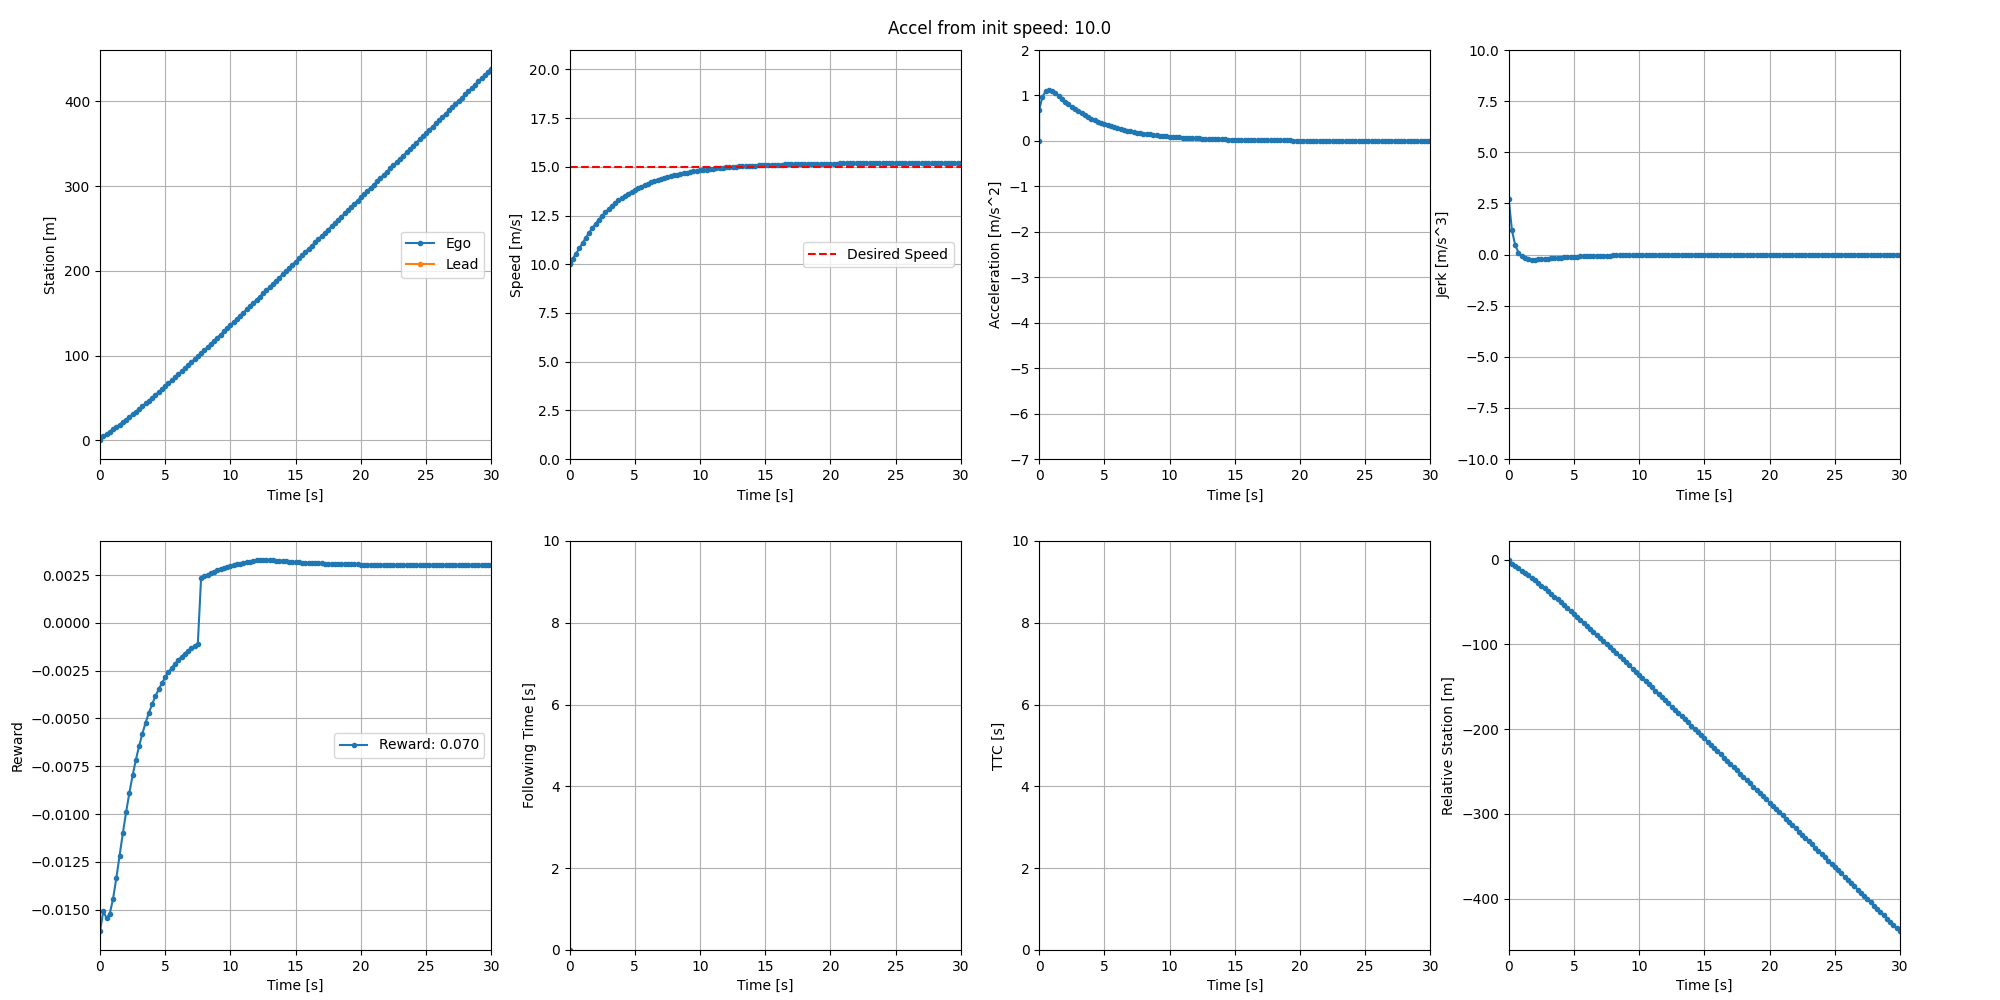 Accel from init speed: 10.0
Station [m]
400
300
200
100
0
Ego
Lead
0 5 10 15 20 25 30
Time [s]
Speed [m/s]
20.0
17.5
15.0
12.5
10.0
7.5
5.0
2.5
0.0
Desired Speed
0 5 10 15 20 25 30
Time [s]
Acceleration [m/s^2]
2
1
0
−1
−2
−3
−4
−5
−6
−7
0 5 10 15 20 25 30
Time [s]
Jerk [m/s^3]
10.0
7.5
5.0
2.5
0.0
−2.5
−5.0
−7.5
−10.0
0 5 10 15 20 25 30
Time [s]
Reward
0.0025
0.0000
−0.0025
−0.0050
−0.0075
−0.0100
−0.0125
−0.0150
Reward: 0.070
0 5 10 15 20 25 30
Time [s]
Following Time [s]
10
8
6
4
2
0
0 5 10 15 20 25 30
Time [s]
TTC [s]
10
8
6
4
2
0
0 5 10 15 20 25 30
Time [s]
Relative Station [m]
0
−100
−200
−300
−400
0 5 10 15 20 25 30
Time [s]